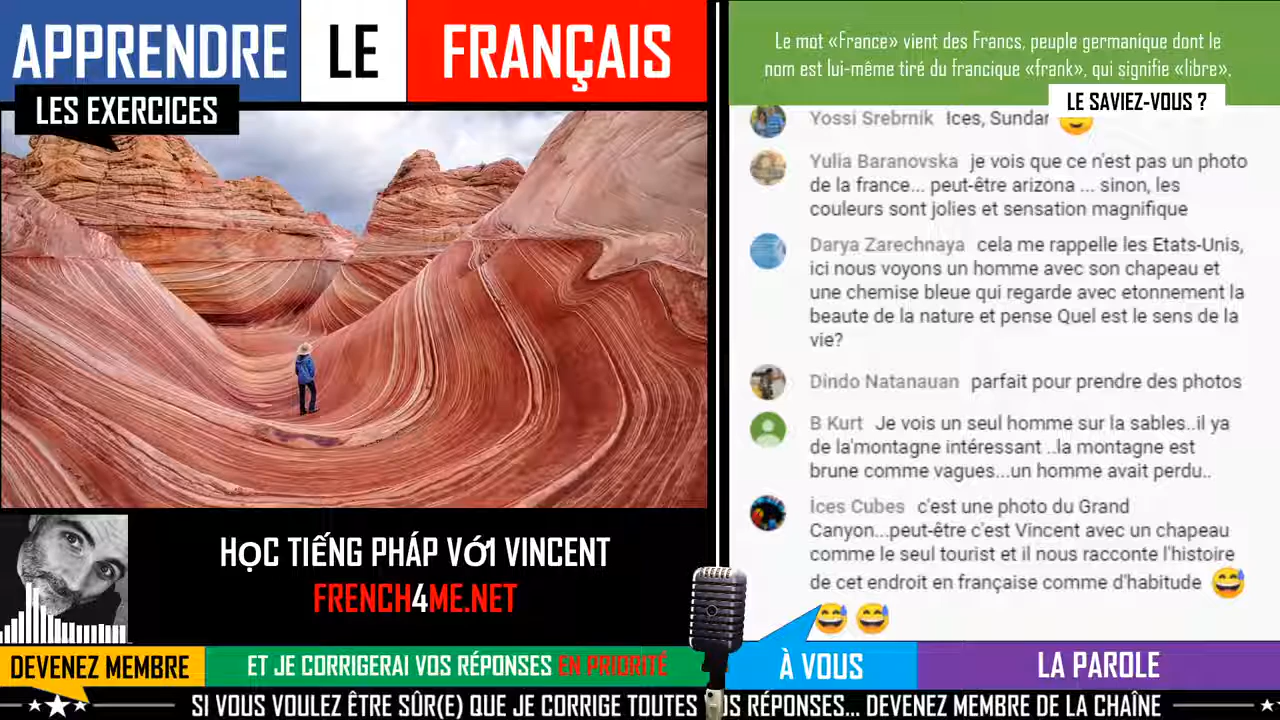 APPRENDRE LE FRANÇAIS
LES EXERCICES
HỌC TIẾNG PHÁP VỚI VINCENT
FRENCH4ME.NET
DEVENEZ MEMBRE
ET JE CORRIGERAI VOS RÉPONSES EN PRIORITÉ
Le mot «France» vient des Francs, peuple germanique dont le
nom est lui-même tiré du francique «frank», qui signifie «libre».
LE SAVIEZ-VOUS ?
Yossi Srebrnik Ices, Sundar
Yulia Baranovska je vois que ce n'est pas un photo
de la france... peut-être arizona ... sinon, les
couleurs sont jolies et sensation magnifique
Darya Zarechnaya cela me rappelle les Etats-Unis,
ici nous voyons un homme avec son chapeau et
une chemise bleue qui regarde avec etonnement la
beaute de la nature et pense Quel est le sens de la
vie?
Dindo Natanauan parfait pour prendre des photos
B Kurt Je vois un seul homme sur la sables..il ya
de la'montagne intéressant ..la montagne est
brune comme vagues...un homme avait perdu..
İces Cubes c'est une photo du Grand
Canyon...peut-être c'est Vincent avec un chapeau
comme le seul tourist et il nous raconte l'histoire
de cet endroit en française comme d'habitude 😅
😅 😅
À VOUS LA PAROLE
SI VOUS VOULEZ ÊTRE SÛR(E) QUE JE CORRIGE TOUTES RÉPONSES... DEVENEZ MEMBRE DE LA CHAÎNE